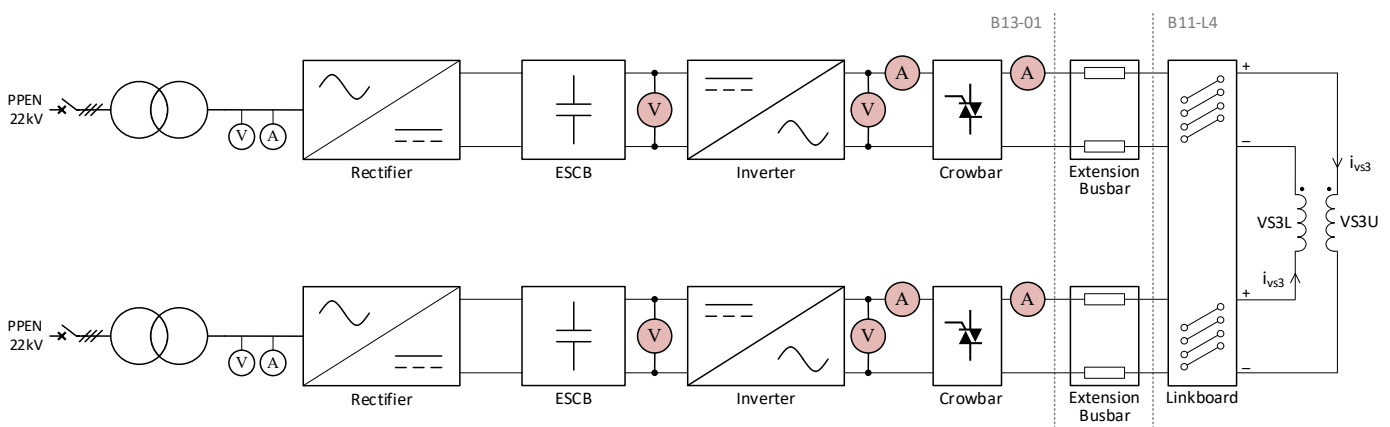 B13-01
B11-L4
PPEN
22kV
V
A
Rectifier
ESCB
V
Inverter
V
A
Crowbar
A
Extension
Busbar
+
–
i_vs3
VS3L
VS3U
i_vs3
PPEN
22kV
V
A
Rectifier
ESCB
V
Inverter
V
A
Crowbar
A
Extension
Busbar
Linkboard
+
–